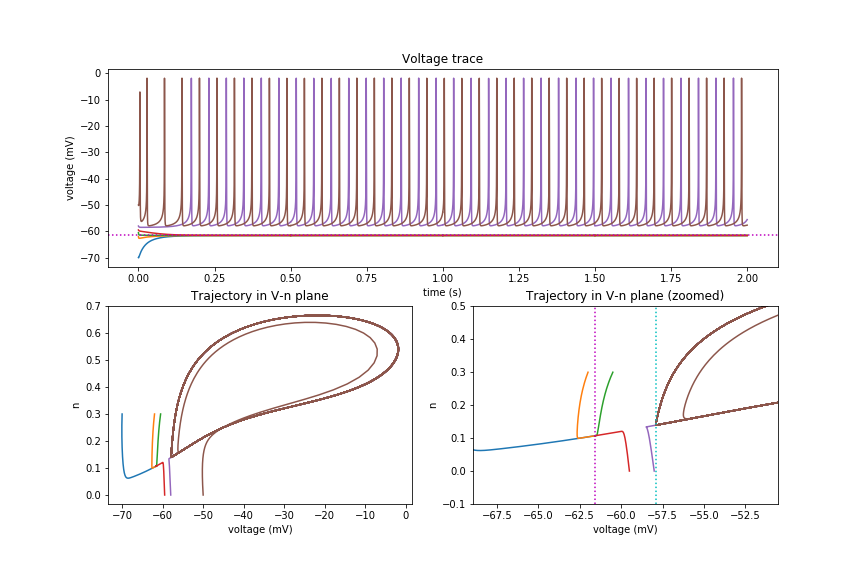 Voltage trace
voltage (mV)
0
−10
−20
−30
−40
−50
−60
−70
0.00 0.25 0.50 0.75 1.00 1.25 1.50 1.75 2.00
time (s)
Trajectory in V-n plane
n
0.7
0.6
0.5
0.4
0.3
0.2
0.1
0.0
−70 −60 −50 −40 −30 −20 −10 0
voltage (mV)
Trajectory in V-n plane (zoomed)
n
0.5
0.4
0.3
0.2
0.1
0.0
−0.1
−67.5 −65.0 −62.5 −60.0 −57.5 −55.0 −52.5
voltage (mV)